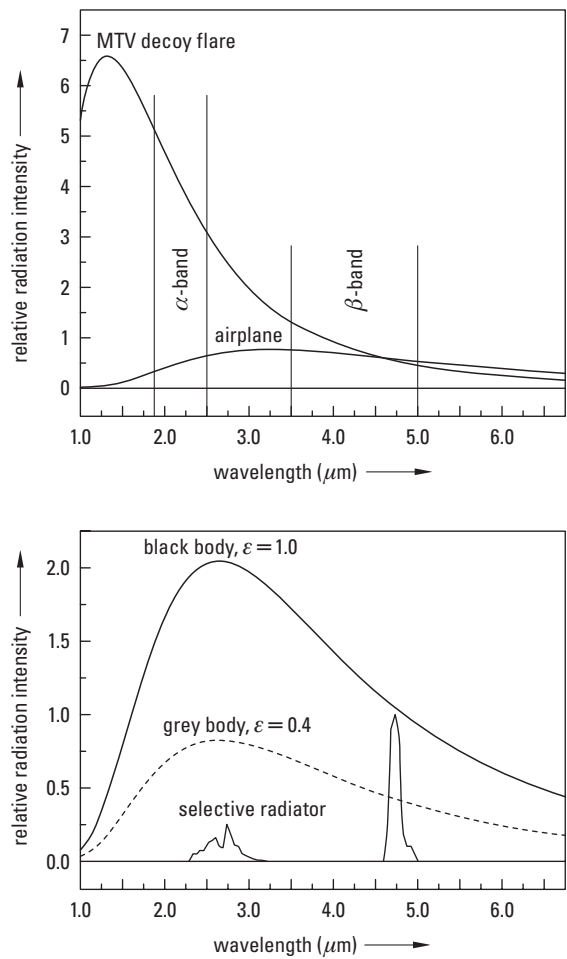 MTV decoy flare
7
6
5
4
3
2
1
0
relative radiation intensity
α-band
β-band
airplane
1.0 2.0 3.0 4.0 5.0 6.0
wavelength (μm)
black body, ε = 1.0
2.0
1.5
1.0
0.5
0.0
relative radiation intensity
grey body, ε = 0.4
selective radiator
1.0 2.0 3.0 4.0 5.0 6.0
wavelength (μm)